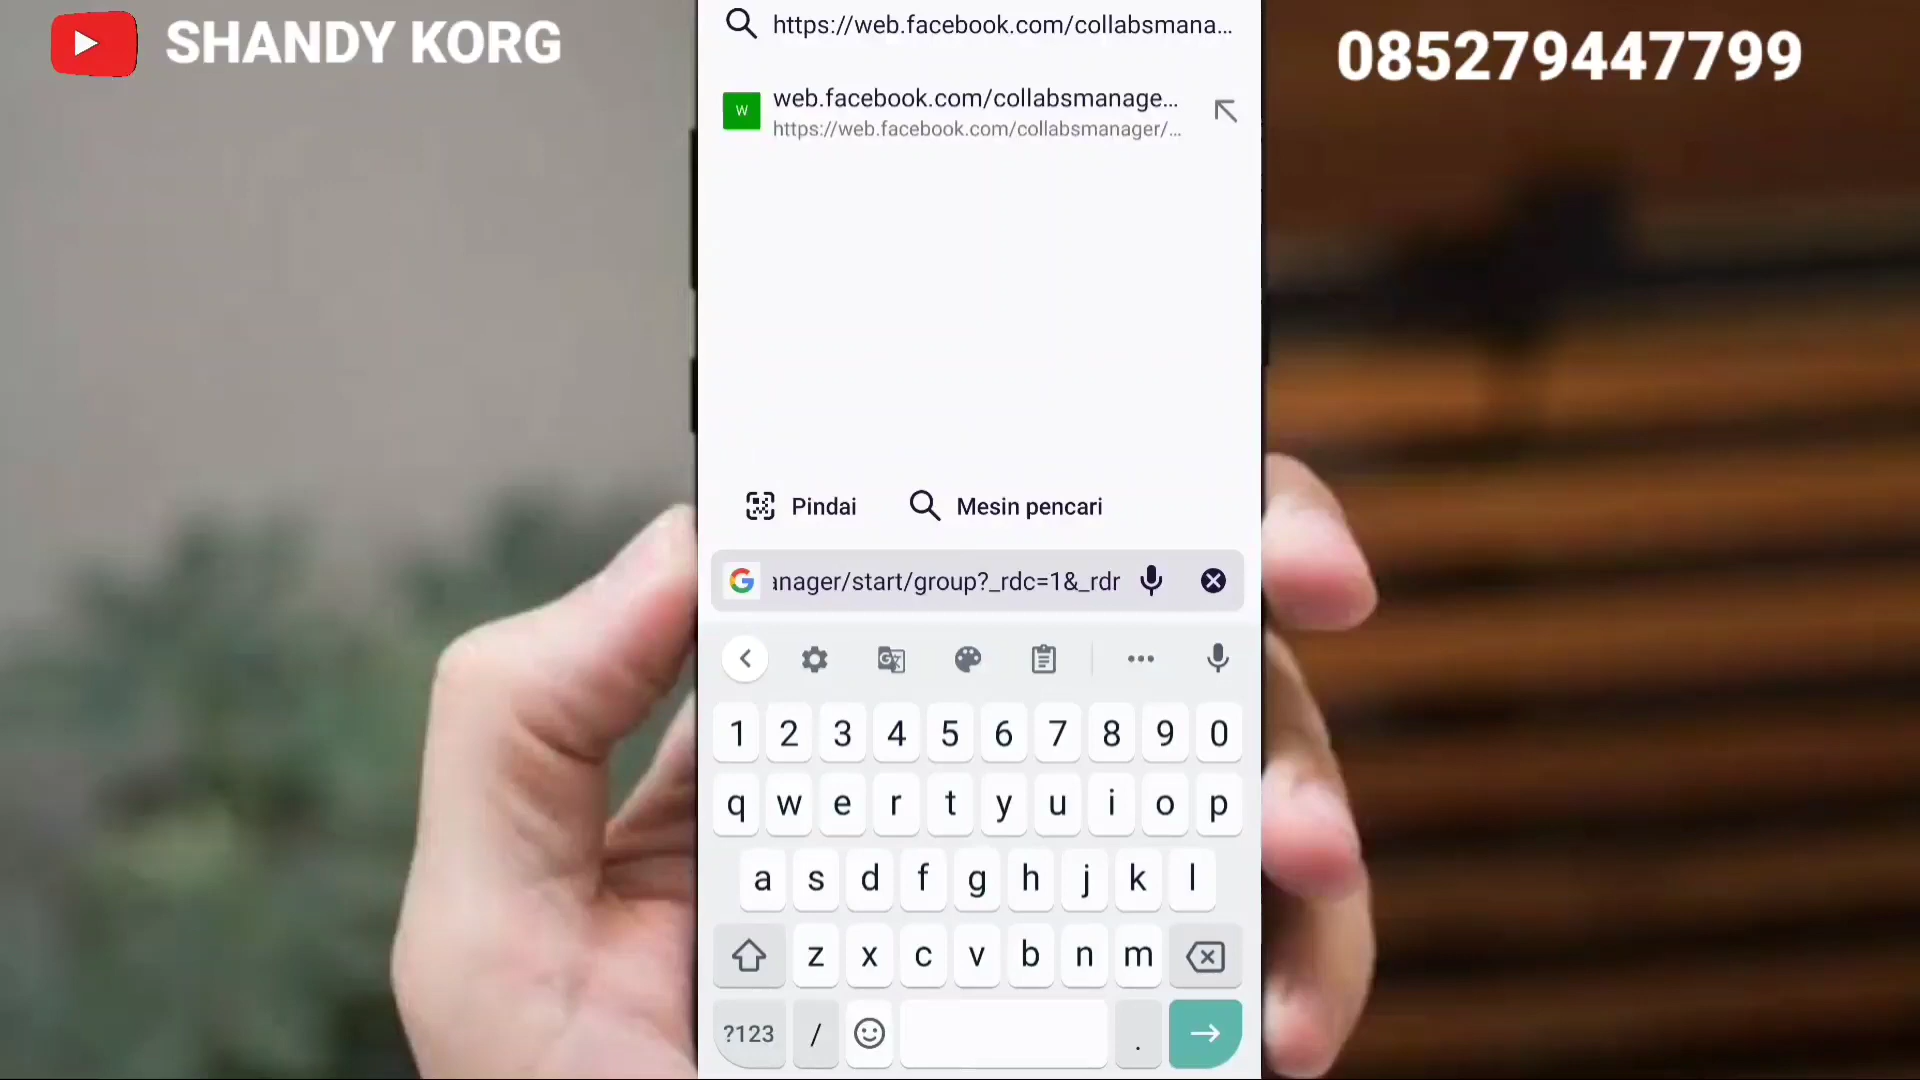 SHANDY KORG
085279447799
https://web.facebook.com/collabsmana...
web.facebook.com/collabsmanage...
https://web.facebook.com/collabsmanager/...
W
Pindai
Mesin pencari
anager/start/group?_rdc=1&_rdr
1 2 3 4 5 6 7 8 9 0
q w e r t y u i o p
a s d f g h j k l
z x c v b n m
?123 / .